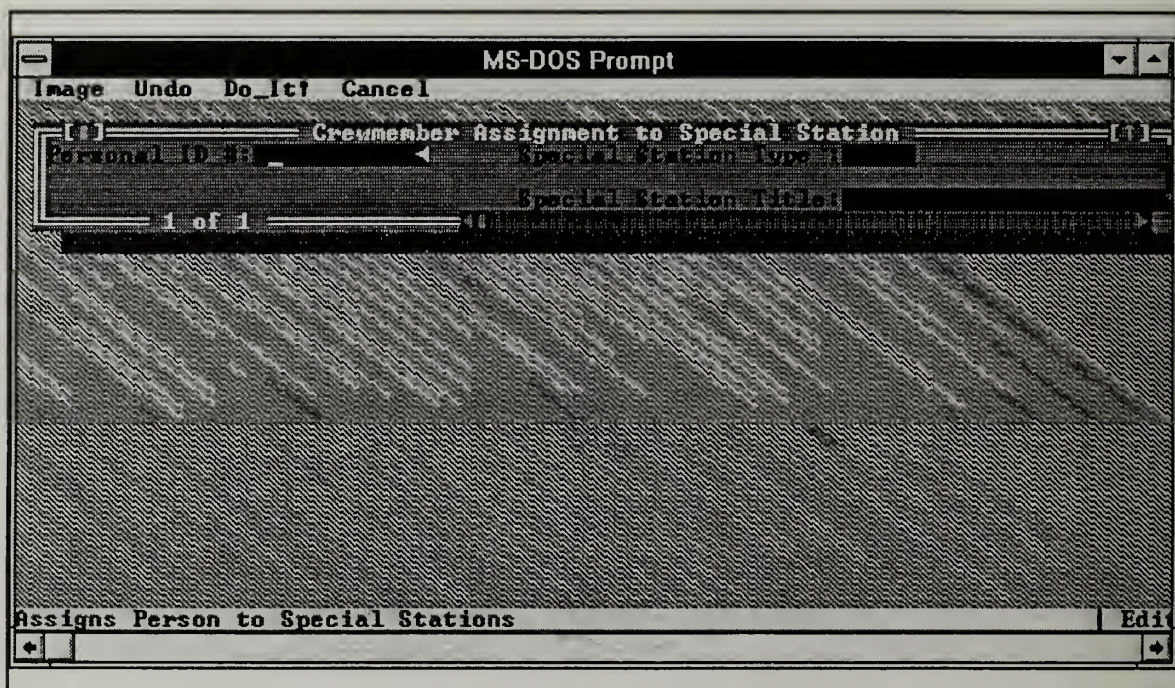 MS-DOS Prompt
Image Undo Do_It! Cancel
Crewmember Assignment to Special Station
Personal ID #: Special Station Type :
Special Station Title:
1 of 1
Assigns Person to Special Stations Edit